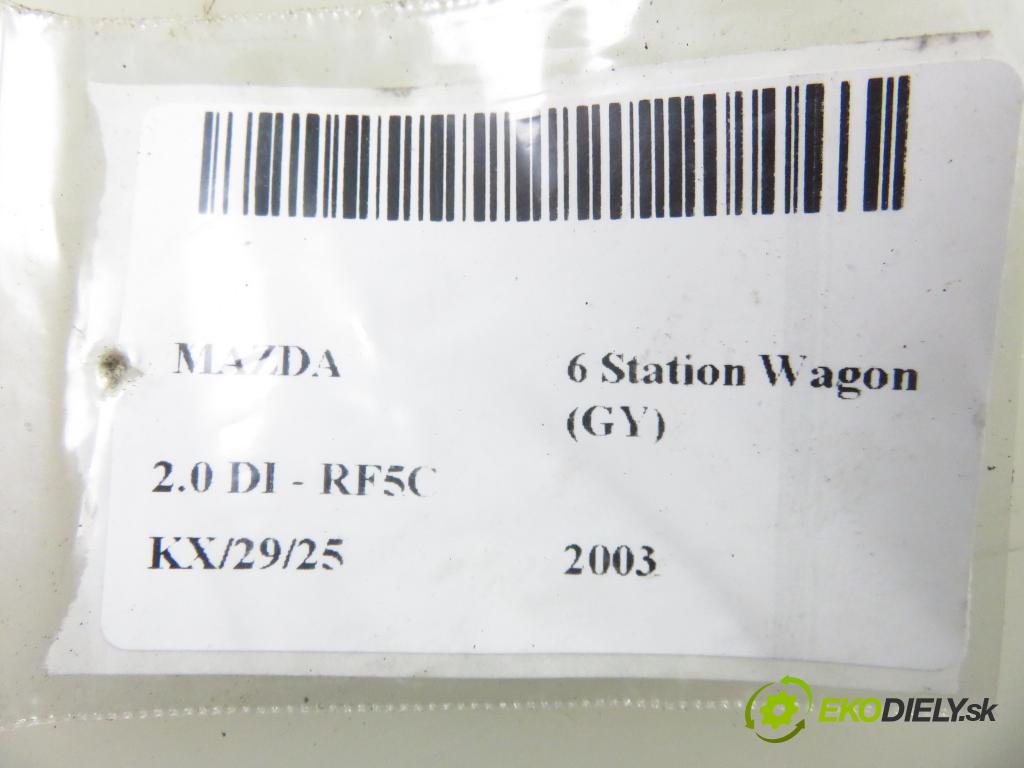 MAZDA
6 Station Wagon
(GY)
2.0 DI - RF5C
KX/29/25
2003
EKODIELY.sk